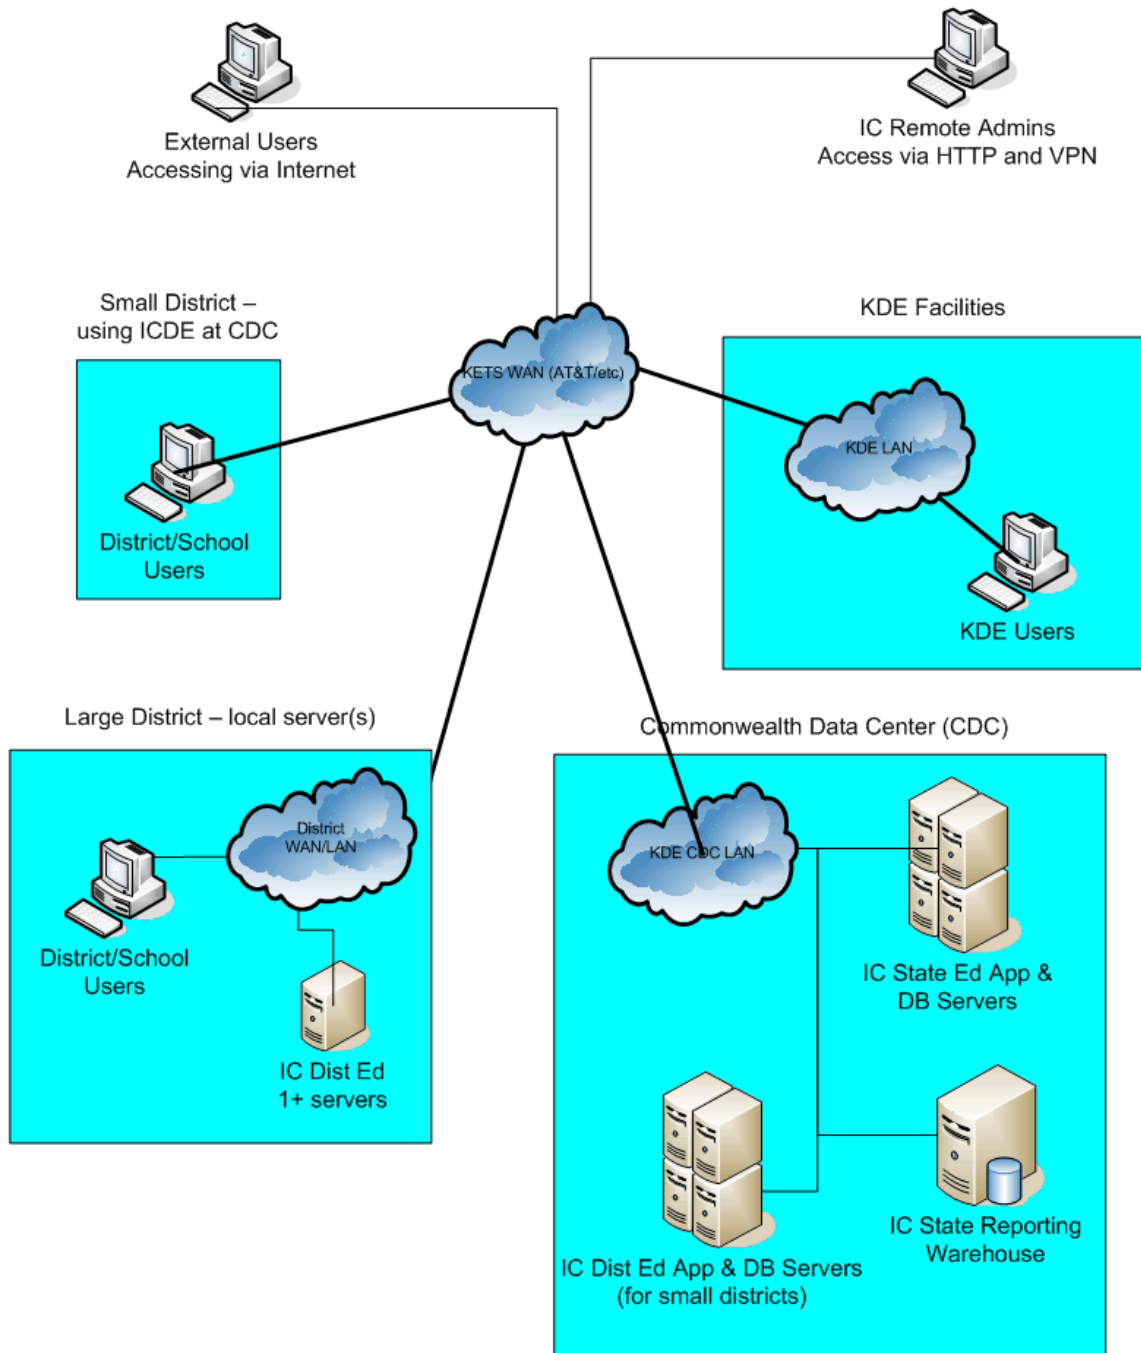 External Users
Accessing via Internet
IC Remote Admins
Access via HTTP and VPN
Small District –
using ICDE at CDC
KETS WAN (AT&T/etc)
KDE Facilities
KDE LAN
District/School
Users
KDE Users
Large District – local server(s)
Commonwealth Data Center (CDC)
District
WAN/LAN
KDE CDC LAN
District/School
Users
IC State Ed App &
DB Servers
IC Dist Ed
1+ servers
IC State Reporting
Warehouse
IC Dist Ed App & DB Servers
(for small districts)